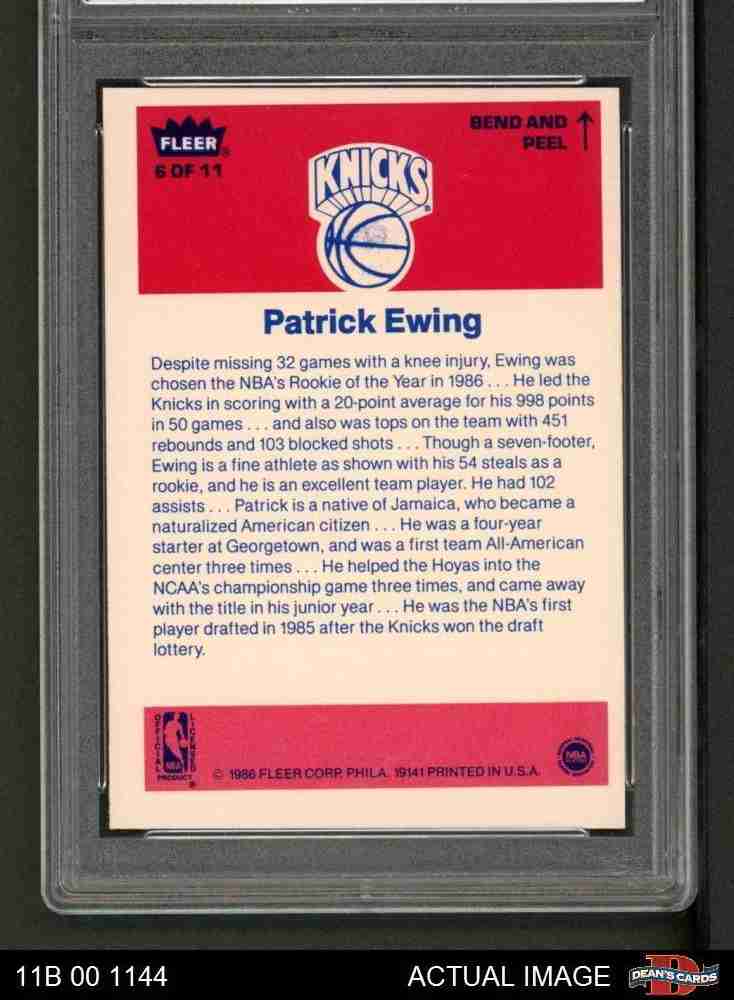 FLEER®
6 OF 11
BEND AND
PEEL
KNICKS®
Patrick Ewing
Despite missing 32 games with a knee injury, Ewing was
chosen the NBA's Rookie of the Year in 1986 . . . He led the
Knicks in scoring with a 20-point average for his 998 points
in 50 games . . . and also was tops on the team with 451
rebounds and 103 blocked shots . . . Though a seven-footer,
Ewing is a fine athlete as shown with his 54 steals as a
rookie, and he is an excellent team player. He had 102
assists . . . Patrick is a native of Jamaica, who became a
naturalized American citizen . . . He was a four-year
starter at Georgetown, and was a first team All-American
center three times . . . He helped the Hoyas into the
NCAA's championship game three times, and came away
with the title in his junior year . . . He was the NBA's first
player drafted in 1985 after the Knicks won the draft
lottery.
OFFICIAL
LICENSED
NBA
PRODUCT
®
© 1986 FLEER CORP. PHILA. 19141 PRINTED IN U.S.A.
NBA
11B 00 1144
ACTUAL IMAGE
D
DEAN'S CARDS